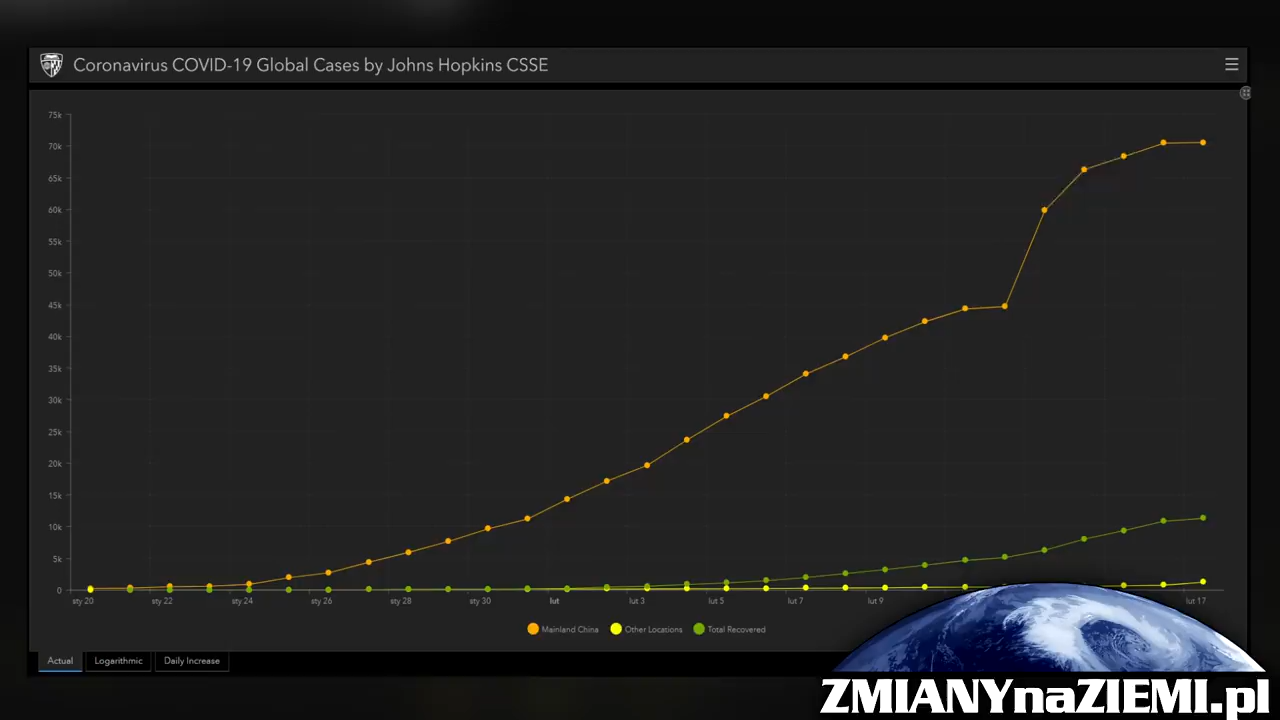 Coronavirus COVID-19 Global Cases by Johns Hopkins CSSE
75k
70k
65k
60k
55k
50k
45k
40k
35k
30k
25k
20k
15k
10k
5k
0
sty 20 sty 22 sty 24 sty 26 sty 28 sty 30 lut lut 3 lut 5 lut 7 lut 9 lut 17
Mainland China Other Locations Total Recovered
Actual Logarithmic Daily Increase
ZMIANYnaZIEMI.pl